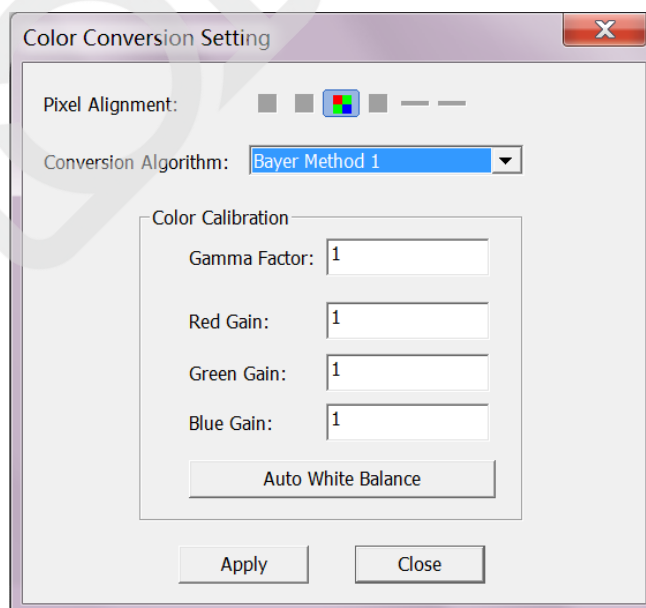 Color Conversion Setting
Pixel Alignment:
Conversion Algorithm: Bayer Method 1
Color Calibration
Gamma Factor: 1
Red Gain: 1
Green Gain: 1
Blue Gain: 1
Auto White Balance
Apply Close